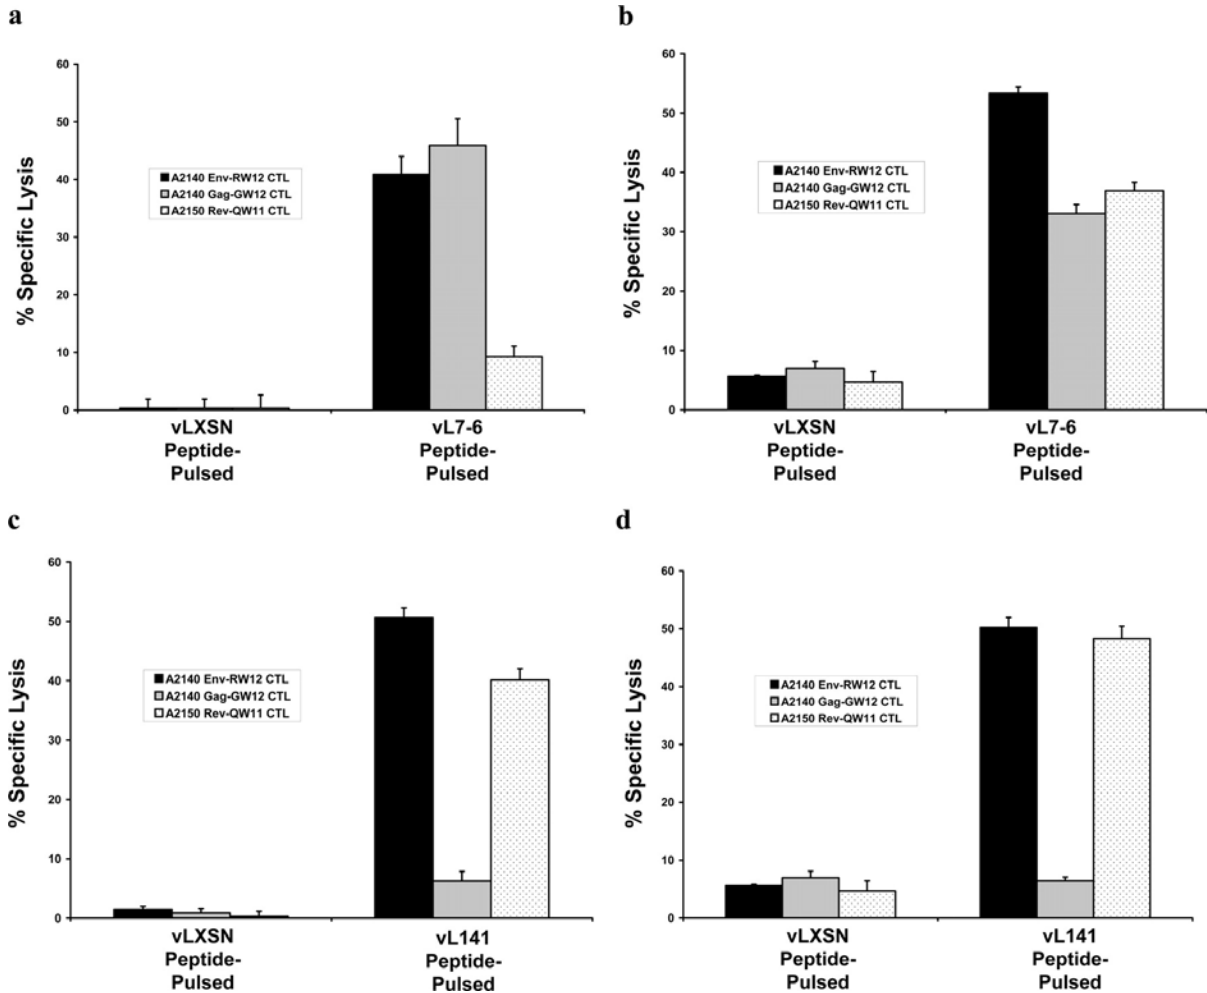 a
60
50
40
30
20
10
0
% Specific Lysis
A2140 Env-RW12 CTL
A2140 Gag-GW12 CTL
A2150 Rev-QW11 CTL
vLXSN
Peptide-
Pulsed
vL7-6
Peptide-
Pulsed
b
60
50
40
30
20
10
0
% Specific Lysis
A2140 Env-RW12 CTL
A2140 Gag-GW12 CTL
A2150 Rev-QW11 CTL
vLXSN
Peptide-
Pulsed
vL7-6
Peptide-
Pulsed
c
60
50
40
30
20
10
0
% Specific Lysis
A2140 Env-RW12 CTL
A2140 Gag-GW12 CTL
A2150 Rev-QW11 CTL
vLXSN
Peptide-
Pulsed
vL141
Peptide-
Pulsed
d
60
50
40
30
20
10
0
% Specific Lysis
A2140 Env-RW12 CTL
A2140 Gag-GW12 CTL
A2150 Rev-QW11 CTL
vLXSN
Peptide-
Pulsed
vL141
Peptide-
Pulsed